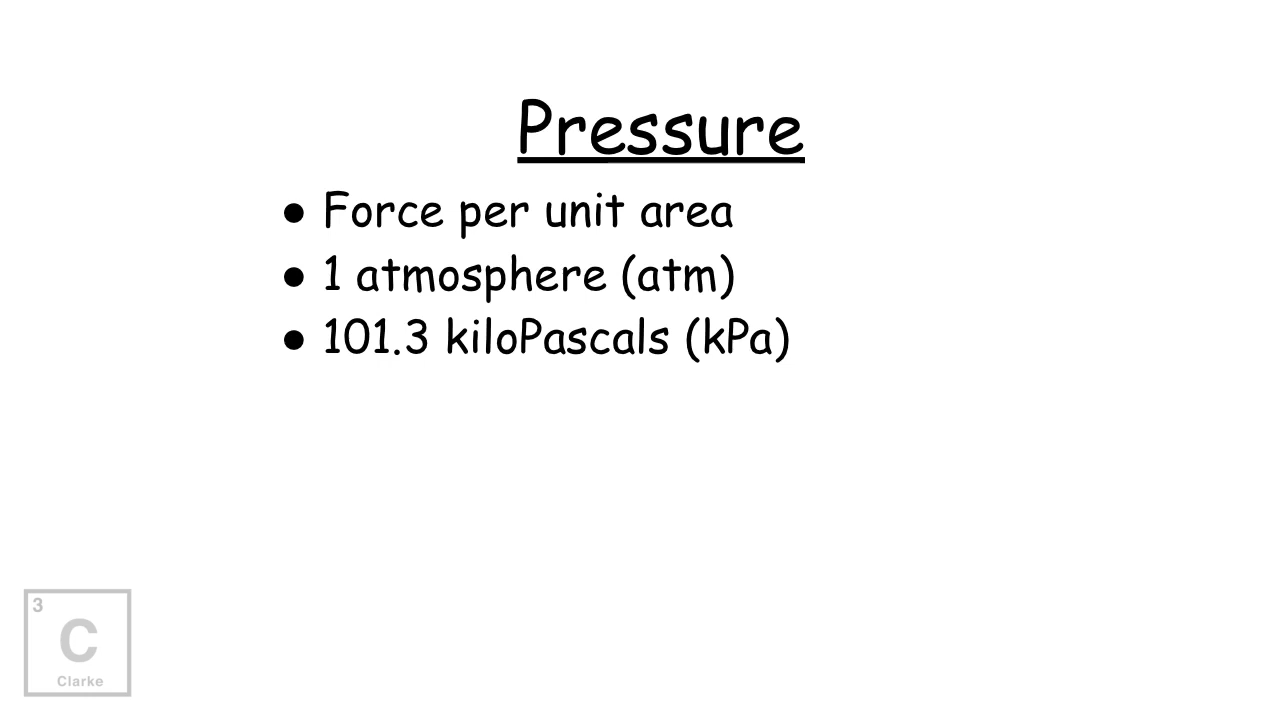 Pressure
● Force per unit area
● 1 atmosphere (atm)
● 101.3 kiloPascals (kPa)
3
C
Clarke